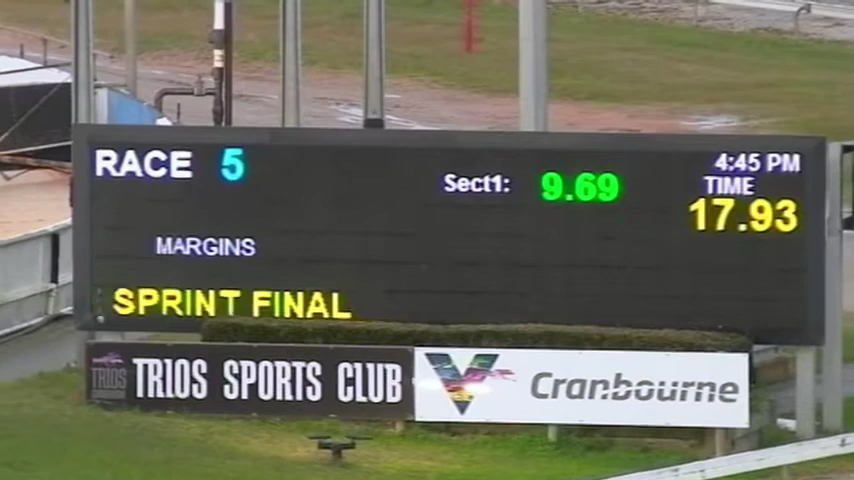 RACE 5
Sect1: 9.69
4:45 PM
TIME
17.93
MARGINS
SPRINT FINAL
TRIOS
TRIOS SPORTS CLUB
Cranbourne